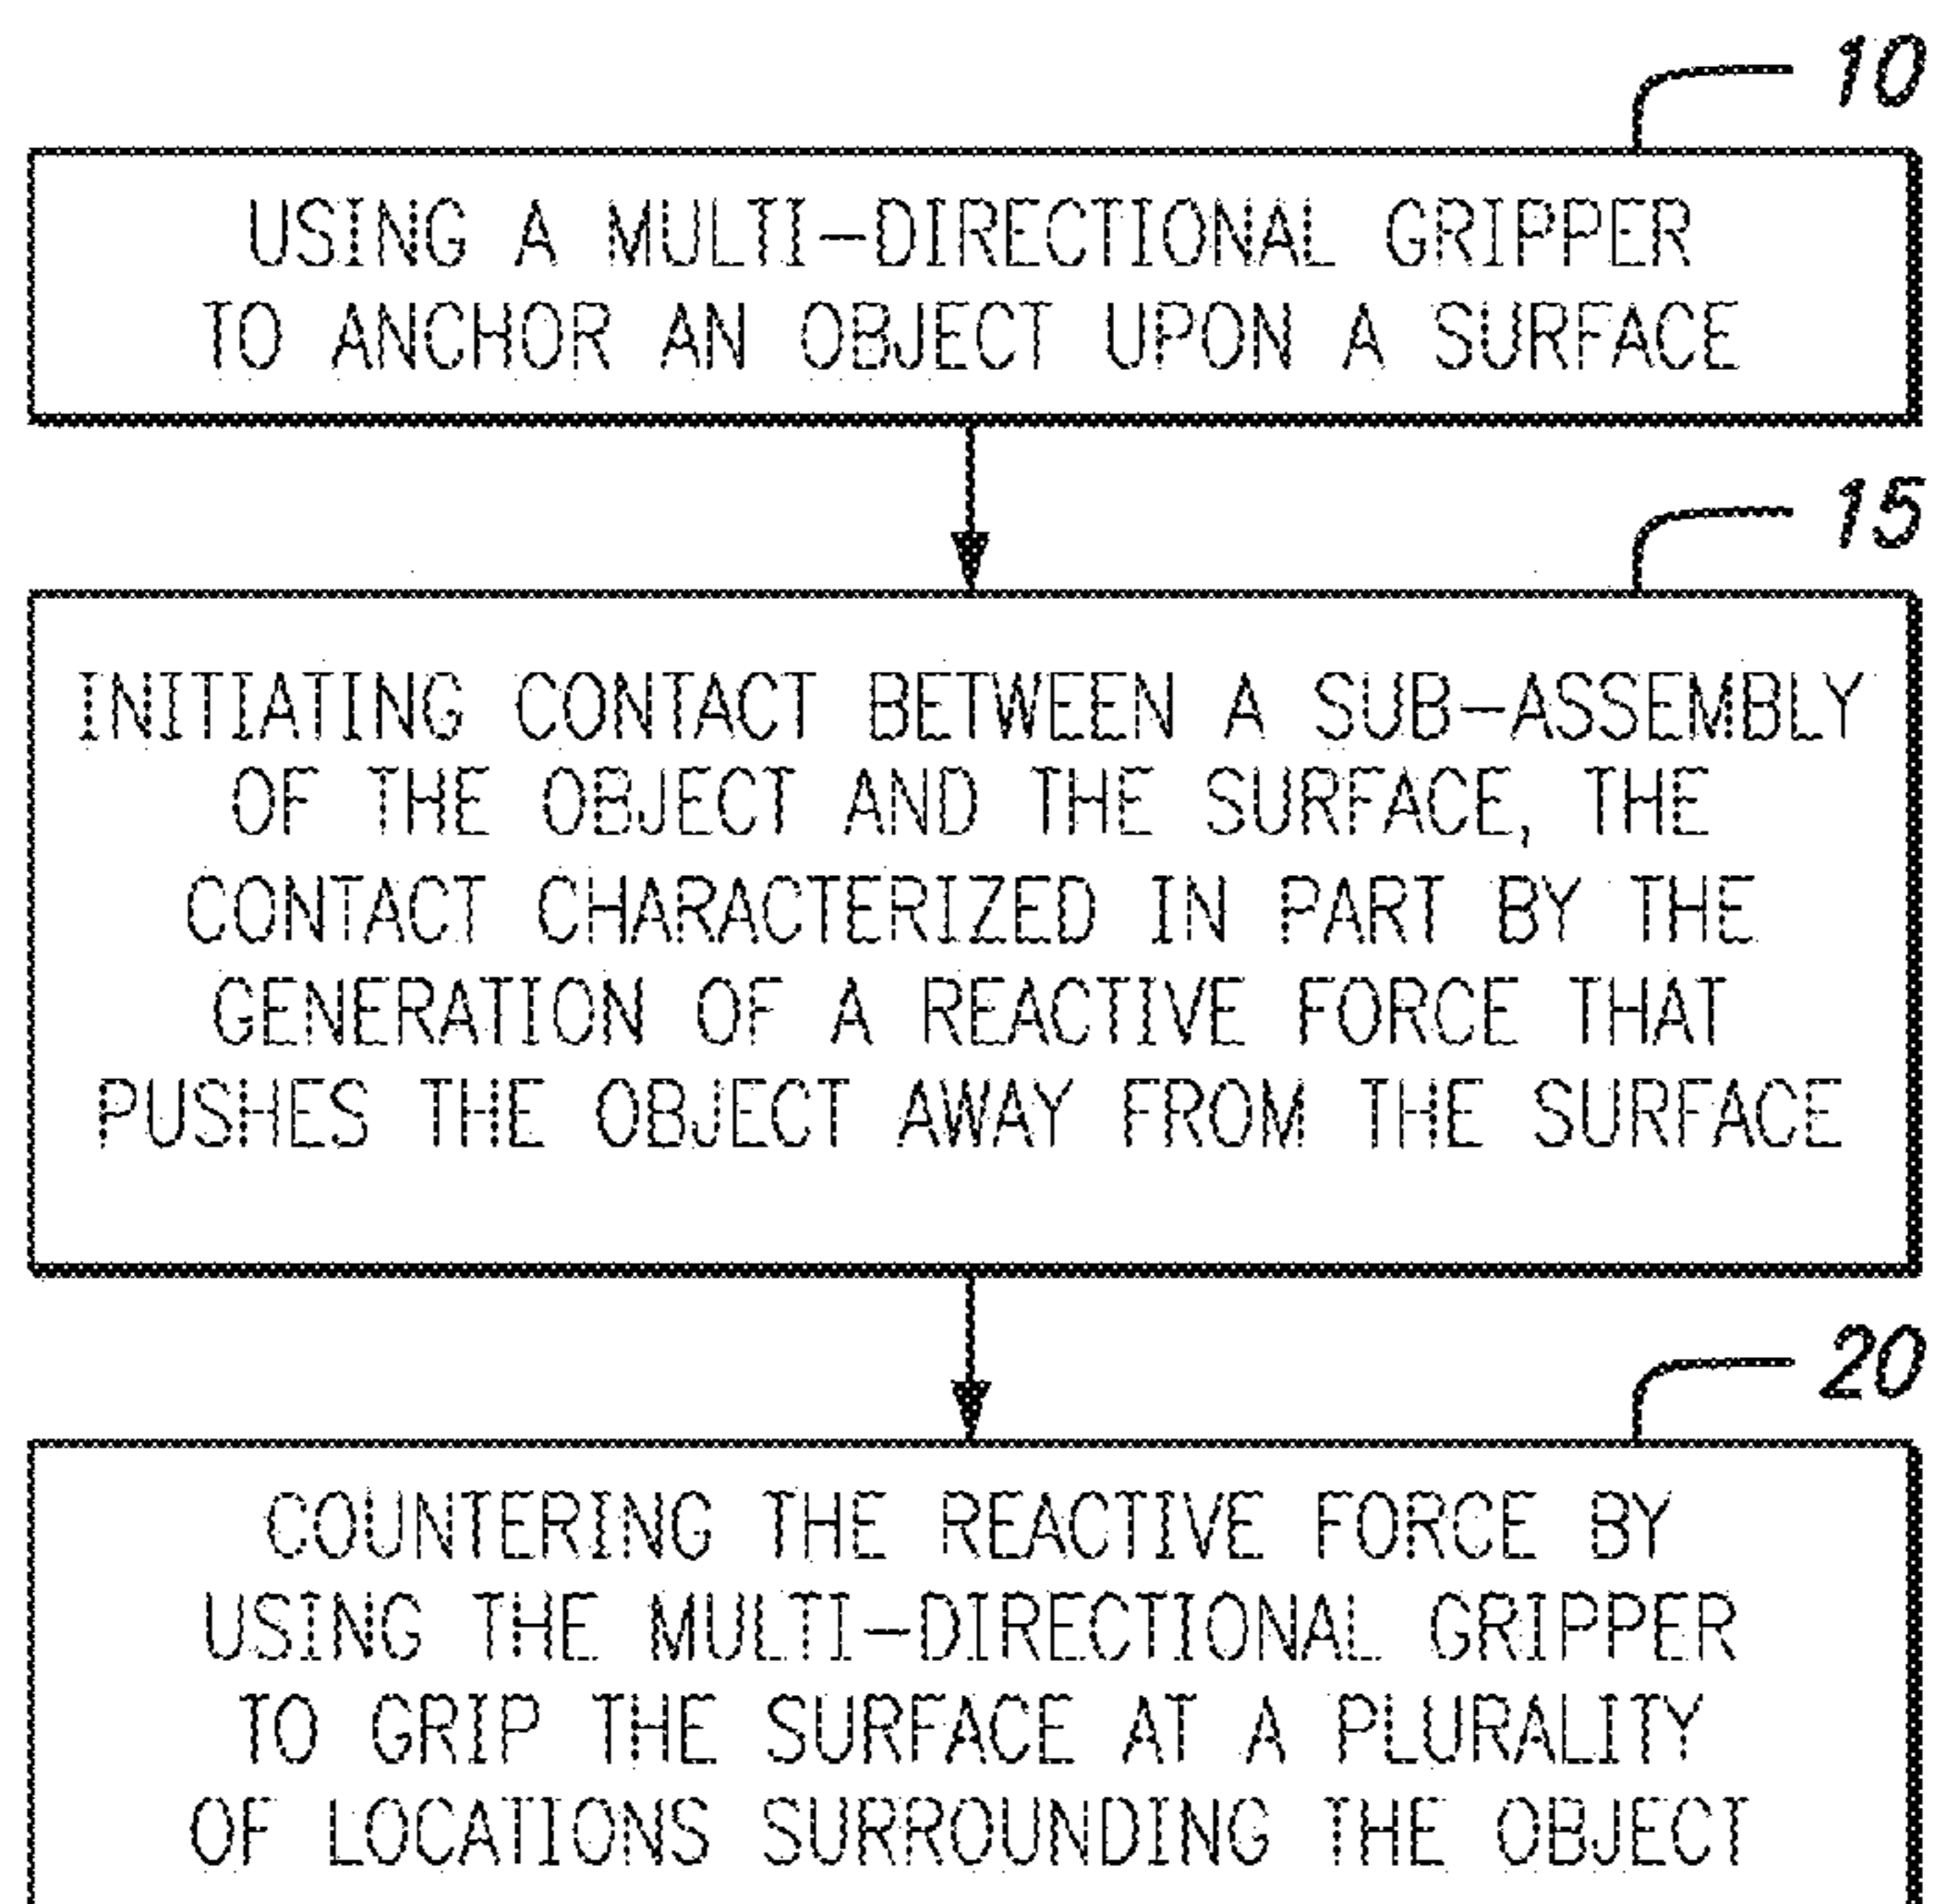 10
USING A MULTI-DIRECTIONAL GRIPPER
TO ANCHOR AN OBJECT UPON A SURFACE
15
INITIATING CONTACT BETWEEN A SUB-ASSEMBLY
OF THE OBJECT AND THE SURFACE, THE
CONTACT CHARACTERIZED IN PART BY THE
GENERATION OF A REACTIVE FORCE THAT
PUSHES THE OBJECT AWAY FROM THE SURFACE
20
COUNTERING THE REACTIVE FORCE BY
USING THE MULTI-DIRECTIONAL GRIPPER
TO GRIP THE SURFACE AT A PLURALITY
OF LOCATIONS SURROUNDING THE OBJECT